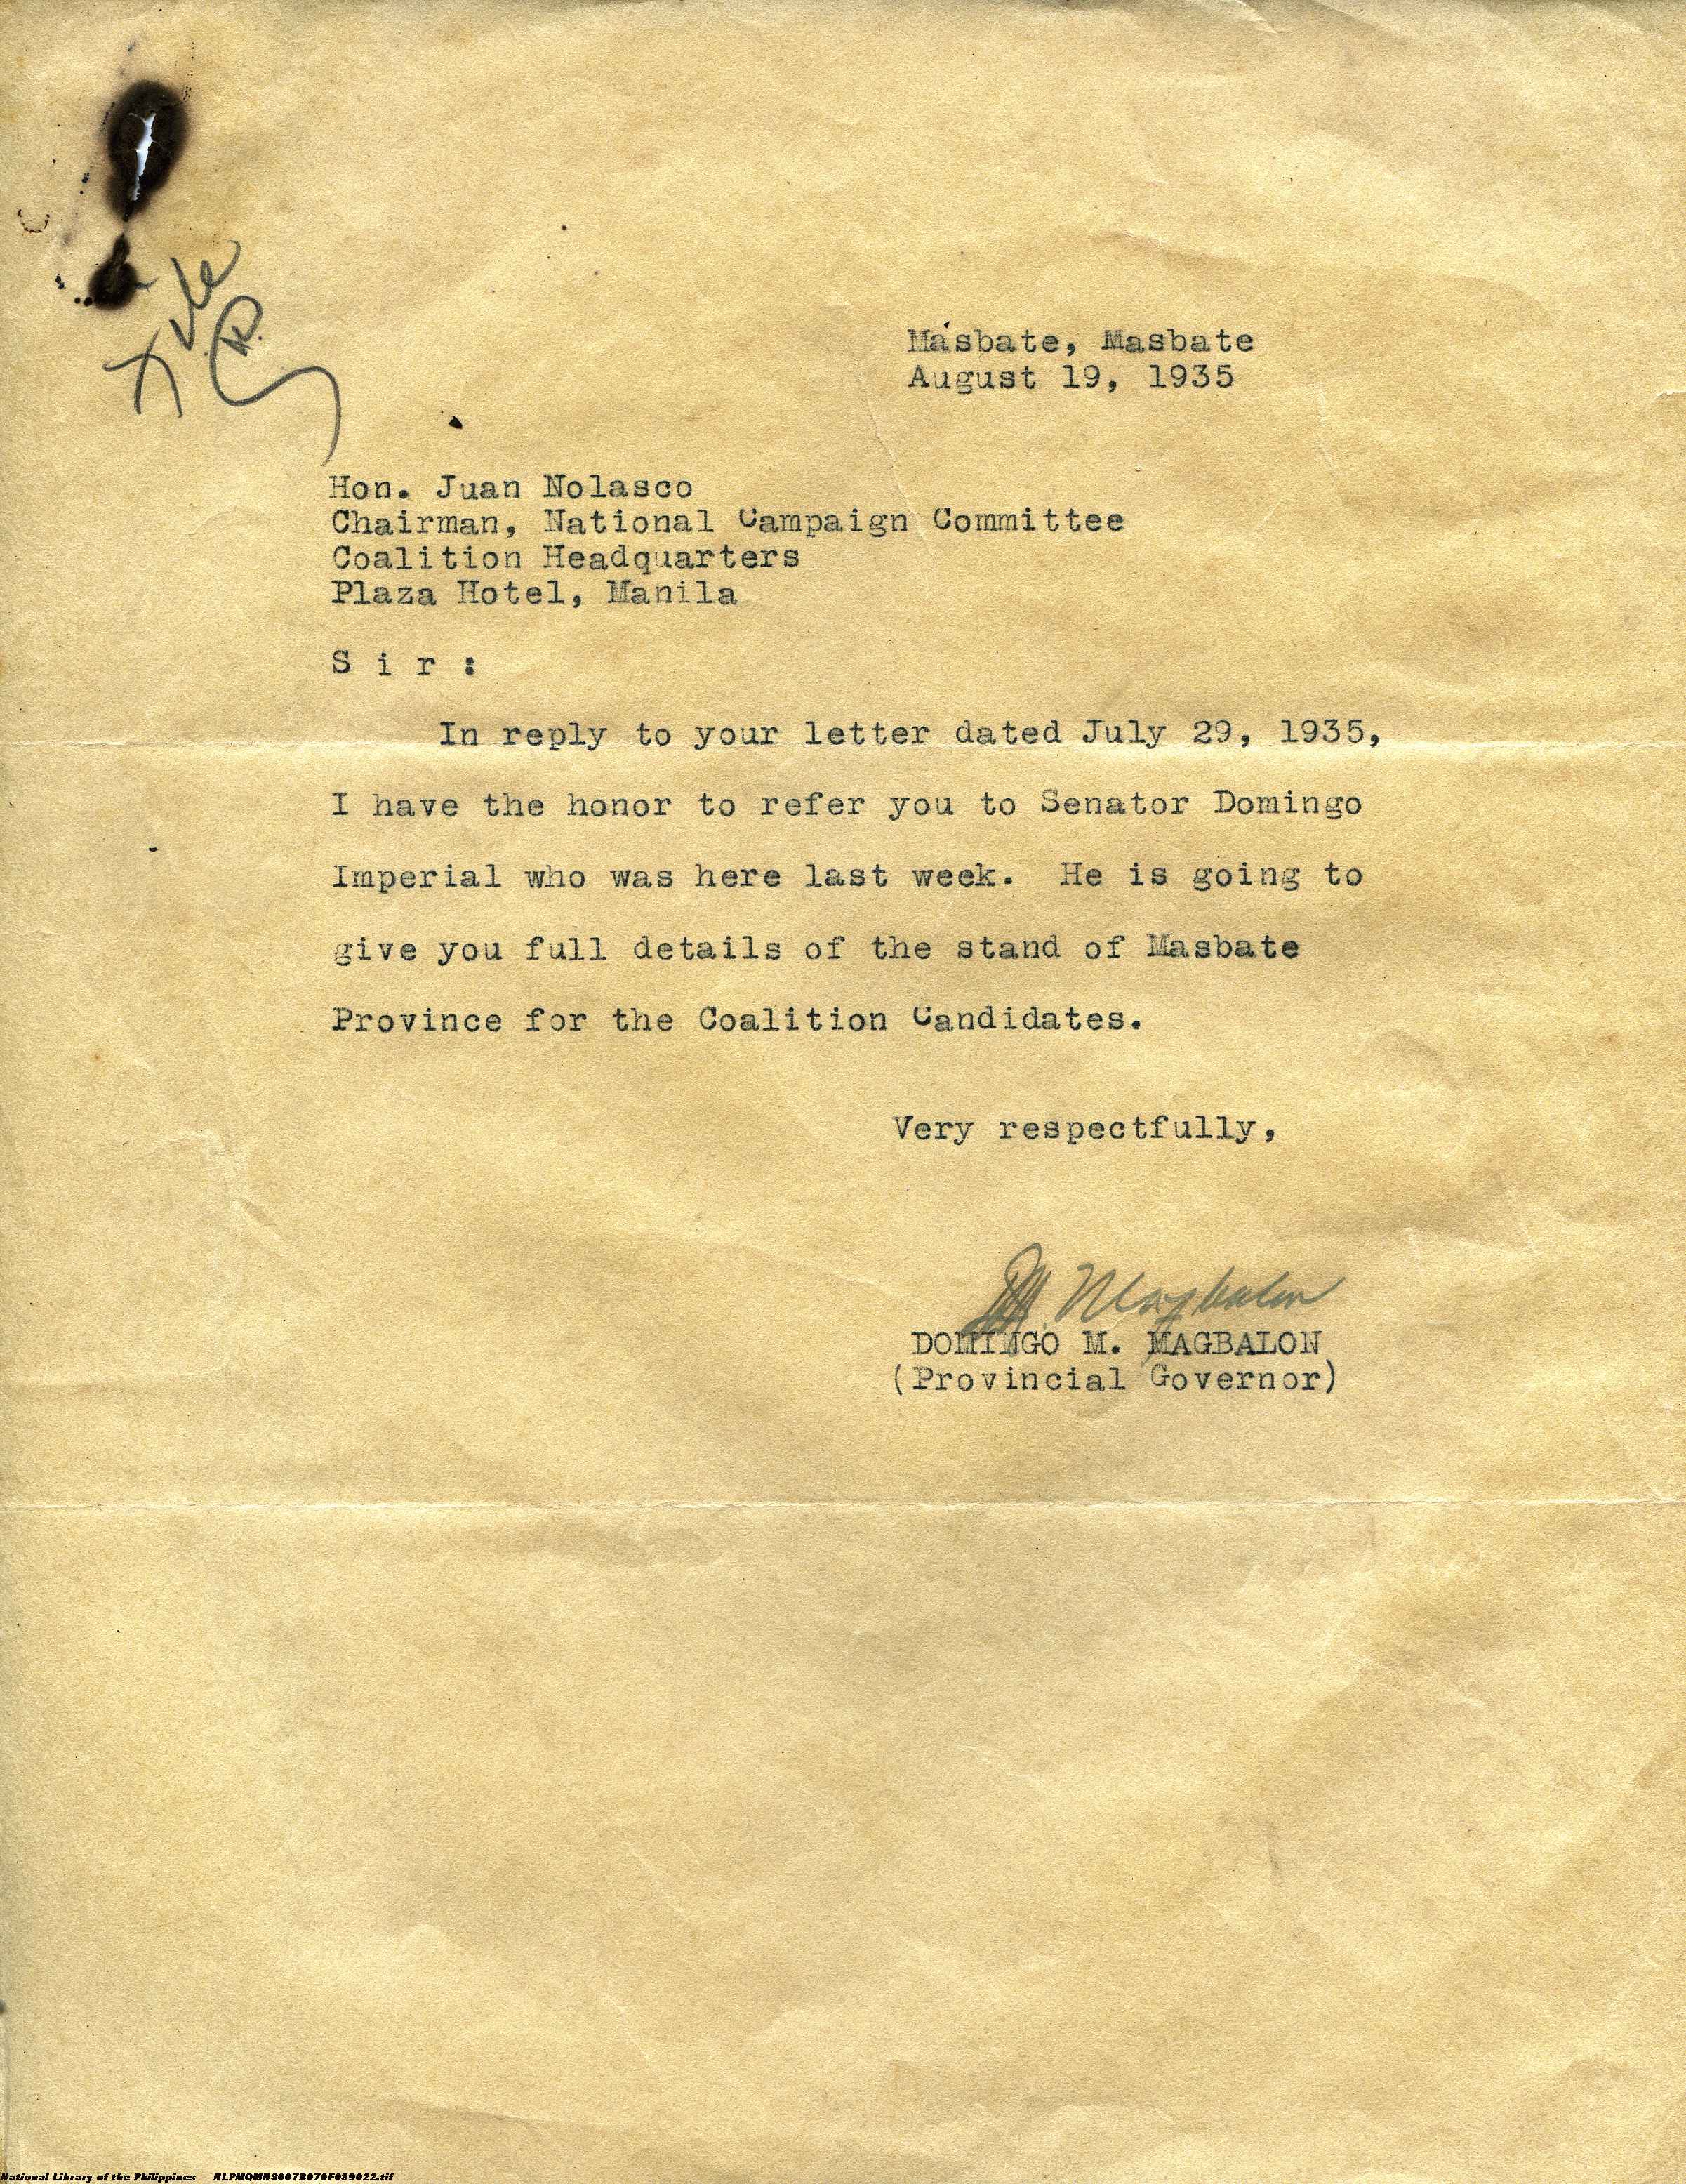 File
Masbate, Masbate
August 19, 1935
Hon. Juan Nolasco
Chairman, National Campaign Committee
Coalition Headquarters
Plaza Hotel, Manila
S i r :
In reply to your letter dated July 29, 1935,
I have the honor to refer you to Senator Domingo
Imperial who was here last week. He is going to
give you full details of the stand of Masbate
Province for the Coalition Candidates.
Very respectfully,
Magbalon
DOMINGO M. MAGBALON
(Provincial Governor)
National Library of the Philippines NLPMQMNS007B070F039022.tif